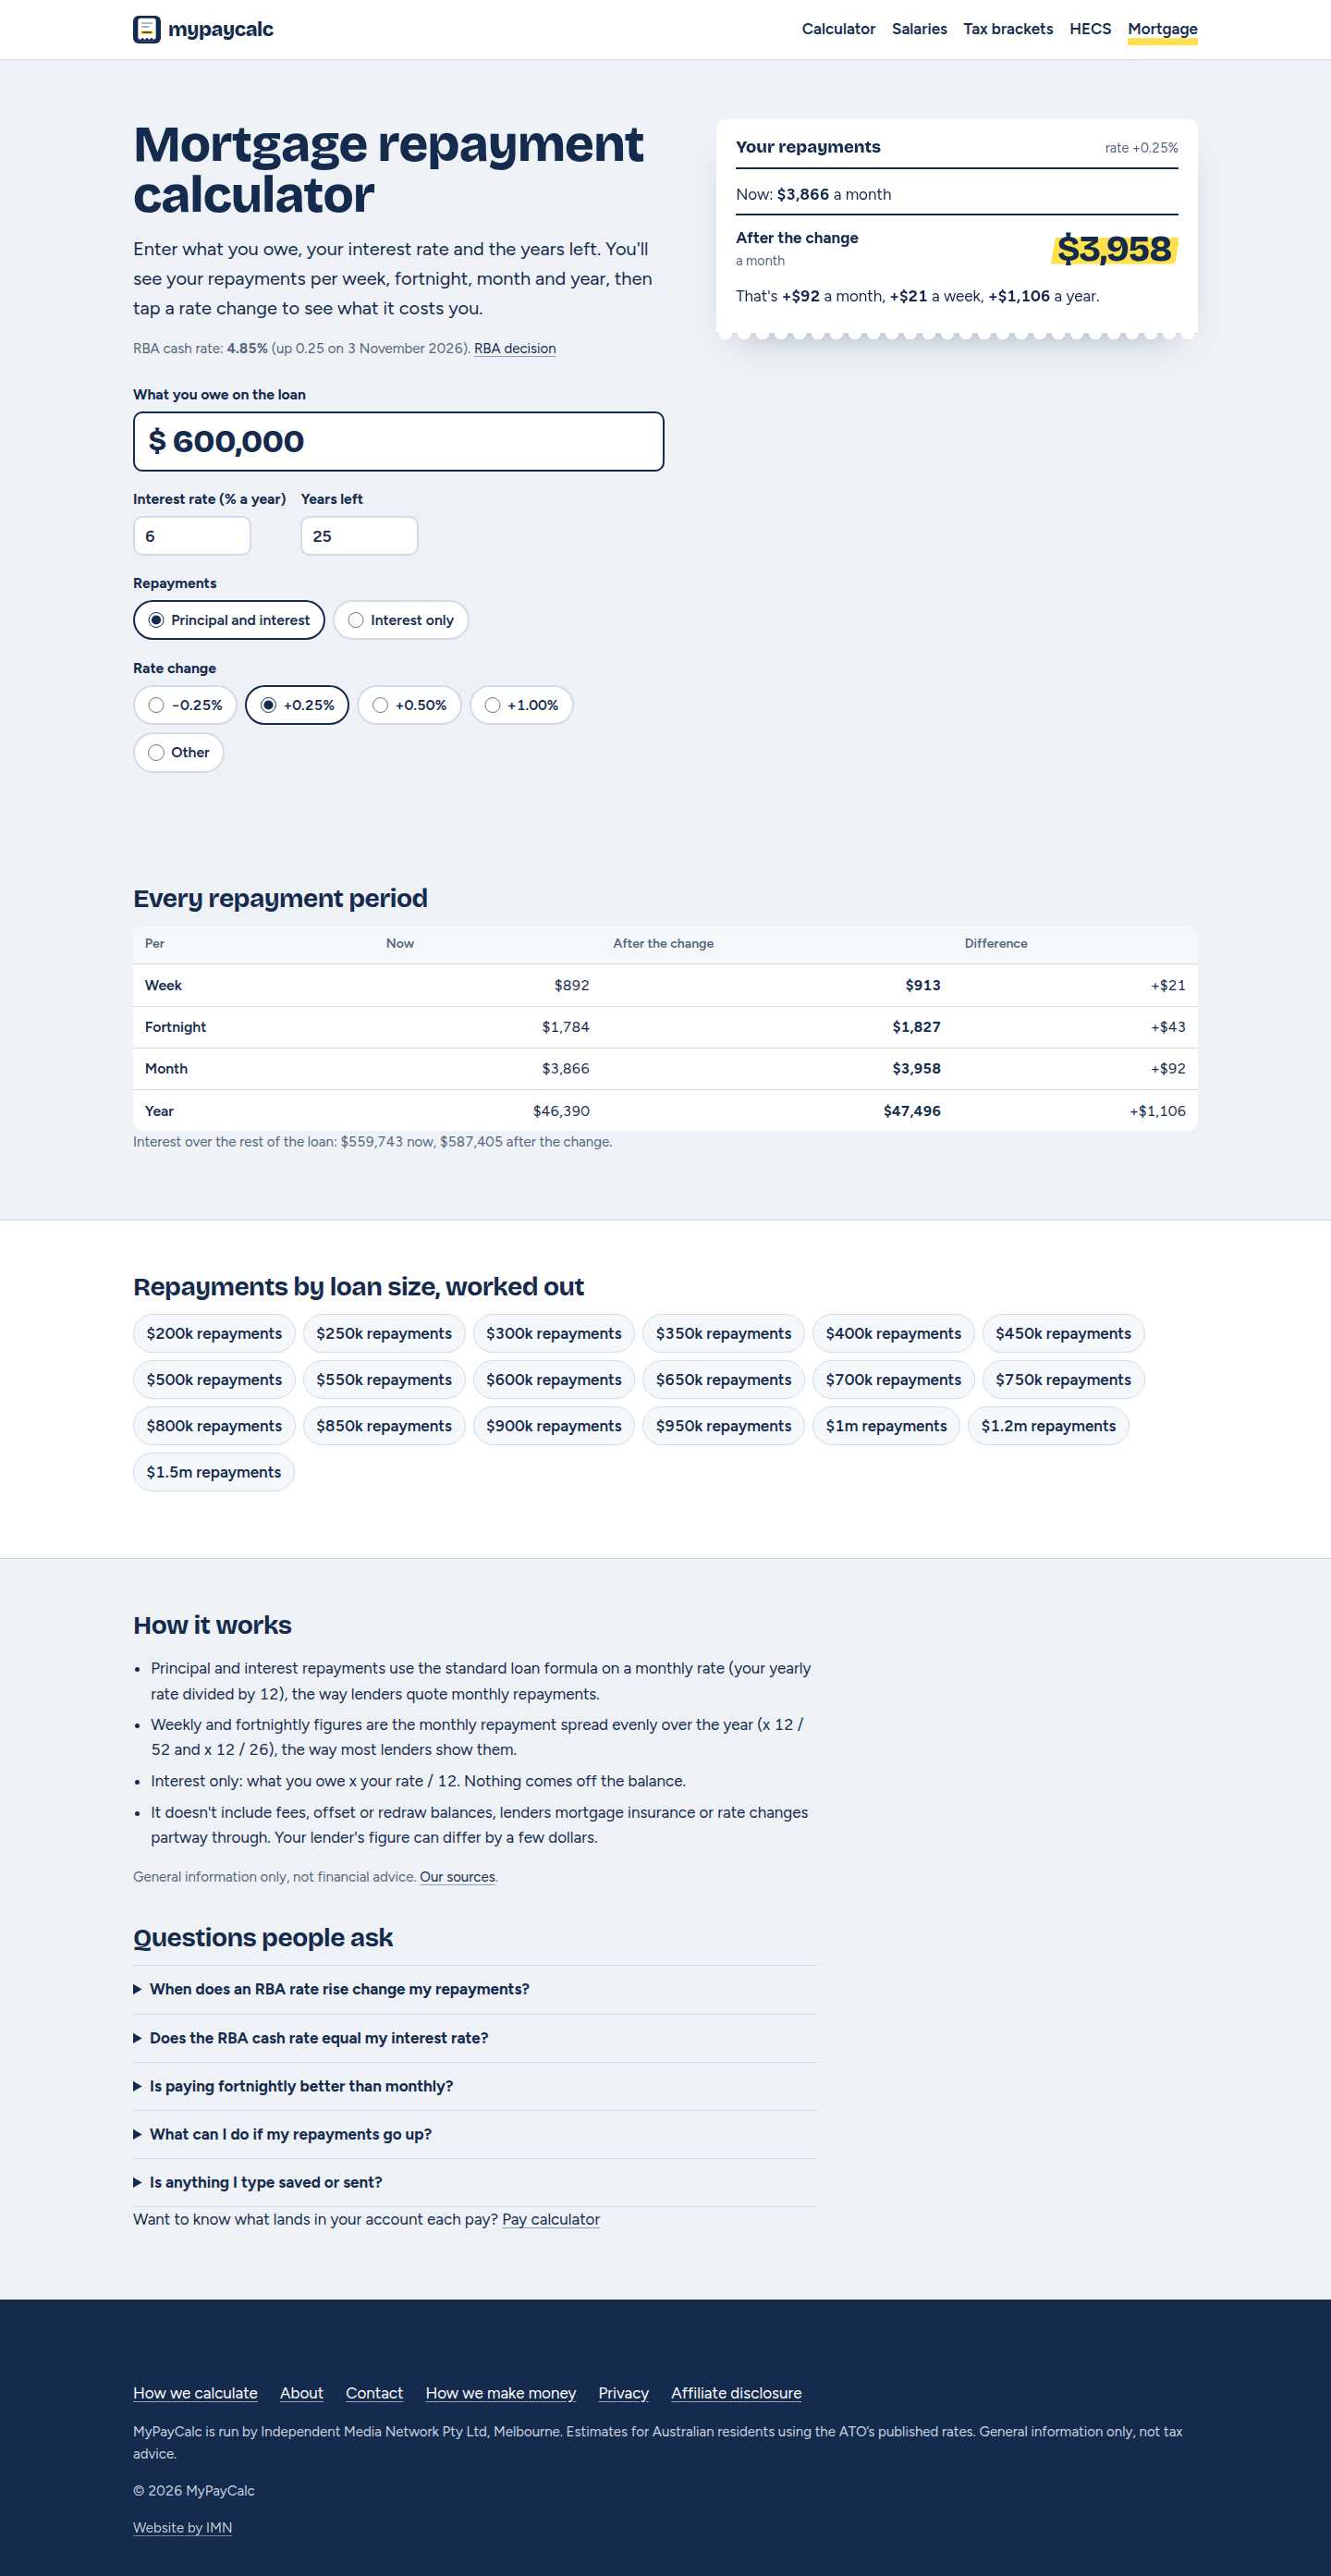 mypaycalc
Calculator Salaries Tax brackets HECS Mortgage
Mortgage repayment
calculator
Enter what you owe, your interest rate and the years left. You'll
see your repayments per week, fortnight, month and year, then
tap a rate change to see what it costs you.
RBA cash rate: 4.85% (up 0.25 on 3 November 2026). RBA decision
What you owe on the loan
$ 600,000
Interest rate (% a year) Years left
6 25
Repayments
Principal and interest Interest only
Rate change
−0.25% +0.25% +0.50% +1.00%
Other
Your repayments rate +0.25%
Now: $3,866 a month
After the change
a month
$3,958
That's +$92 a month, +$21 a week, +$1,106 a year.
Every repayment period
Per Now After the change Difference
Week $892 $913 +$21
Fortnight $1,784 $1,827 +$43
Month $3,866 $3,958 +$92
Year $46,390 $47,496 +$1,106
Interest over the rest of the loan: $559,743 now, $587,405 after the change.
Repayments by loan size, worked out
$200k repayments $250k repayments $300k repayments $350k repayments $400k repayments $450k repayments
$500k repayments $550k repayments $600k repayments $650k repayments $700k repayments $750k repayments
$800k repayments $850k repayments $900k repayments $950k repayments $1m repayments $1.2m repayments
$1.5m repayments
How it works
• Principal and interest repayments use the standard loan formula on a monthly rate (your yearly
rate divided by 12), the way lenders quote monthly repayments.
• Weekly and fortnightly figures are the monthly repayment spread evenly over the year (x 12 /
52 and x 12 / 26), the way most lenders show them.
• Interest only: what you owe x your rate / 12. Nothing comes off the balance.
• It doesn't include fees, offset or redraw balances, lenders mortgage insurance or rate changes
partway through. Your lender's figure can differ by a few dollars.
General information only, not financial advice. Our sources.
Questions people ask
When does an RBA rate rise change my repayments?
Does the RBA cash rate equal my interest rate?
Is paying fortnightly better than monthly?
What can I do if my repayments go up?
Is anything I type saved or sent?
Want to know what lands in your account each pay? Pay calculator
How we calculate About Contact How we make money Privacy Affiliate disclosure
MyPayCalc is run by Independent Media Network Pty Ltd, Melbourne. Estimates for Australian residents using the ATO’s published rates. General information only, not tax
advice.
© 2026 MyPayCalc
Website by IMN